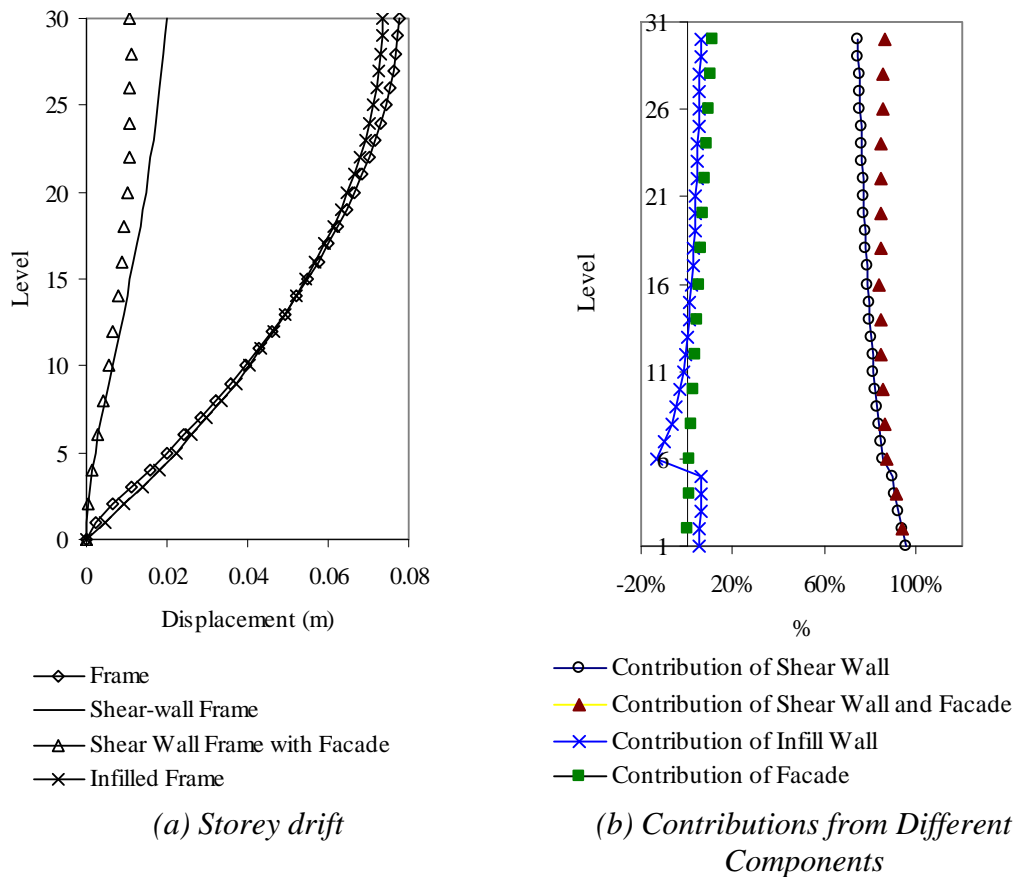 30
25
20
15
10
5
0
Level
0
0.02
0.04
0.06
0.08
Displacement (m)
Frame
Shear-wall Frame
Shear Wall Frame with Facade
Infilled Frame
(a) Storey drift
31
26
21
16
11
6
1
Level
-20%
20%
60%
100%
%
Contribution of Shear Wall
Contribution of Shear Wall and Facade
Contribution of Infill Wall
Contribution of Facade
(b) Contributions from Different
Components